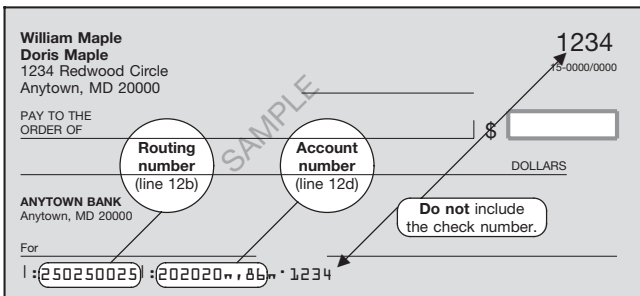 William Maple
Doris Maple
1234 Redwood Circle
Anytown, MD 20000
1234
15-0000/0000
SAMPLE
PAY TO THE
ORDER OF
$
Routing
number
(line 12b)
Account
number
(line 12d)
DOLLARS
ANYTOWN BANK
Anytown, MD 20000
Do not include
the check number.
For
|:250250025|:202020⑈⑆86⑈ 1234